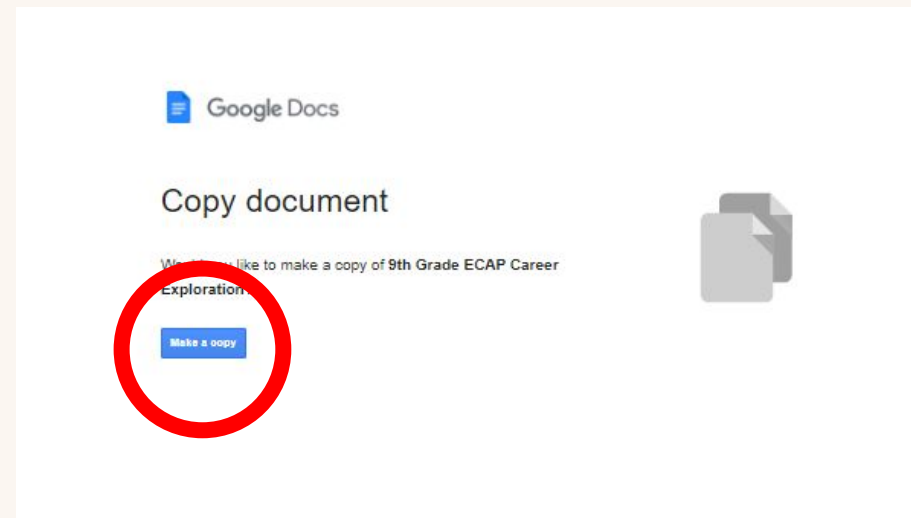 Google Docs
Copy document
like to make a copy of 9th Grade ECAP Career
Exploration
Make a copy